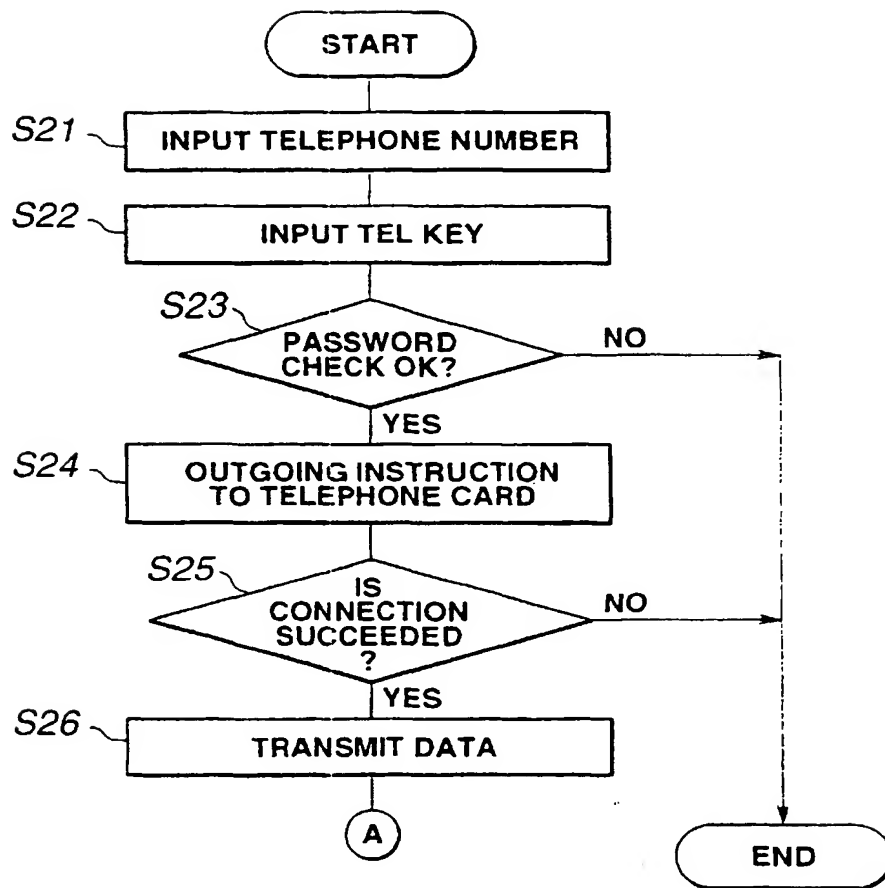 START
S21
INPUT TELEPHONE NUMBER
S22
INPUT TEL KEY
S23
PASSWORD
CHECK OK?
NO
YES
S24
OUTGOING INSTRUCTION
TO TELEPHONE CARD
S25
IS
CONNECTION
SUCCEEDED
?
NO
YES
S26
TRANSMIT DATA
A
END